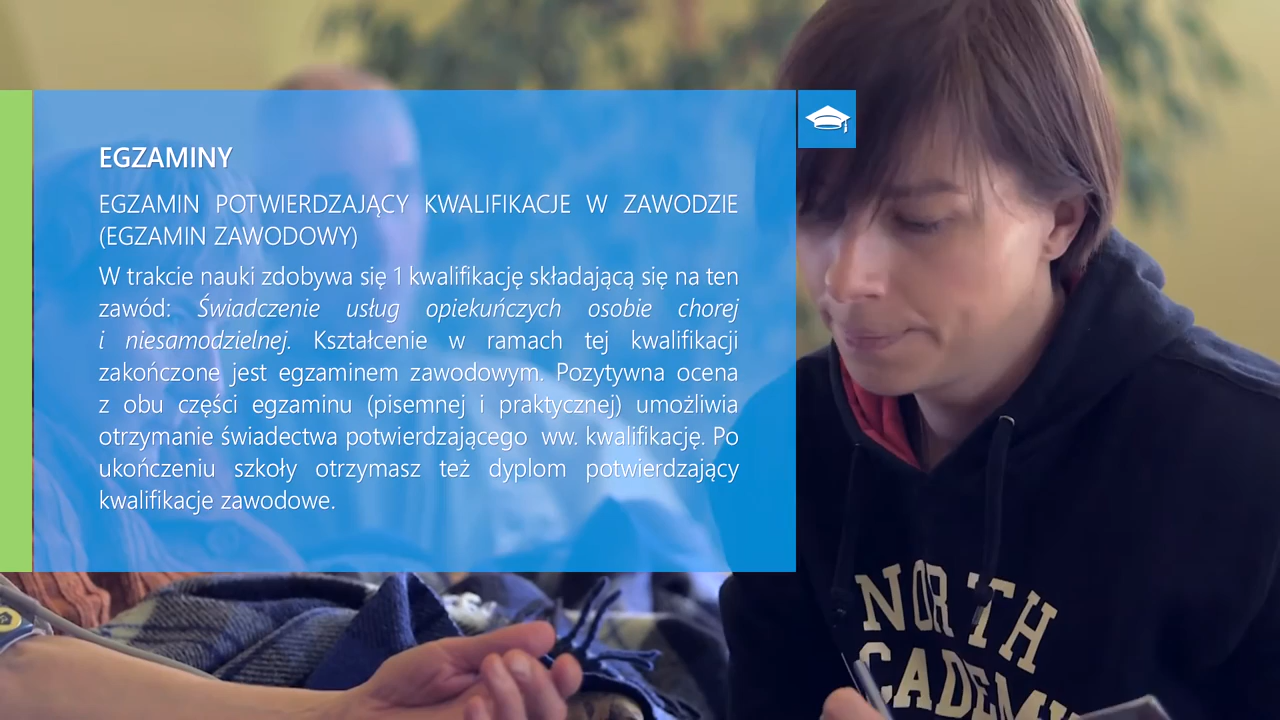 EGZAMINY
EGZAMIN POTWIERDZAJĄCY KWALIFIKACJE W ZAWODZIE
(EGZAMIN ZAWODOWY)
W trakcie nauki zdobywa się 1 kwalifikację składającą się na ten
zawód: Świadczenie usług opiekuńczych osobie chorej
i niesamodzielnej. Kształcenie w ramach tej kwalifikacji
zakończone jest egzaminem zawodowym. Pozytywna ocena
z obu części egzaminu (pisemnej i praktycznej) umożliwia
otrzymanie świadectwa potwierdzającego ww. kwalifikację. Po
ukończeniu szkoły otrzymasz też dyplom potwierdzający
kwalifikacje zawodowe.
NORTH
CADEMY